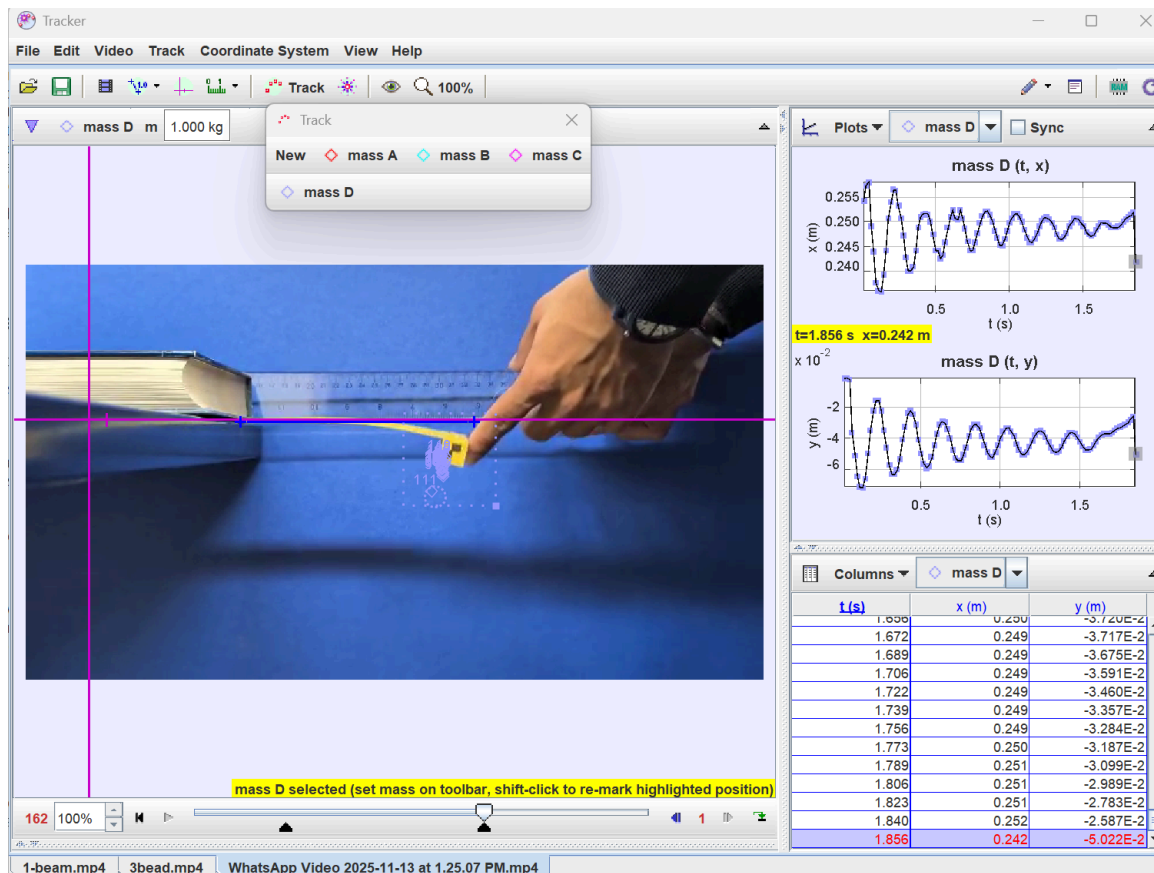 Tracker
File Edit Video Track Coordinate System View Help
Track 100%
mass D m 1.000 kg
Track
New mass A mass B mass C
mass D
111
mass D selected (set mass on toolbar, shift-click to re-mark highlighted position)
162 100% 1
Plots mass D Sync
mass D (t, x)
0.255
0.250
0.245
0.240
x (m)
0.5 1.0 1.5
t (s)
t=1.856 s x=0.242 m
x 10-2
mass D (t, y)
-2
-4
-6
y (m)
0.5 1.0 1.5
t (s)
Columns mass D
t (s) x (m) y (m)
1.656 0.250 -3.720E-2
1.672 0.249 -3.717E-2
1.689 0.249 -3.675E-2
1.706 0.249 -3.591E-2
1.722 0.249 -3.460E-2
1.739 0.249 -3.357E-2
1.756 0.249 -3.284E-2
1.773 0.250 -3.187E-2
1.789 0.251 -3.099E-2
1.806 0.251 -2.989E-2
1.823 0.251 -2.783E-2
1.840 0.252 -2.587E-2
1.856 0.242 -5.022E-2
1-beam.mp4 3bead.mp4 WhatsApp Video 2025-11-13 at 1.25.07 PM.mp4